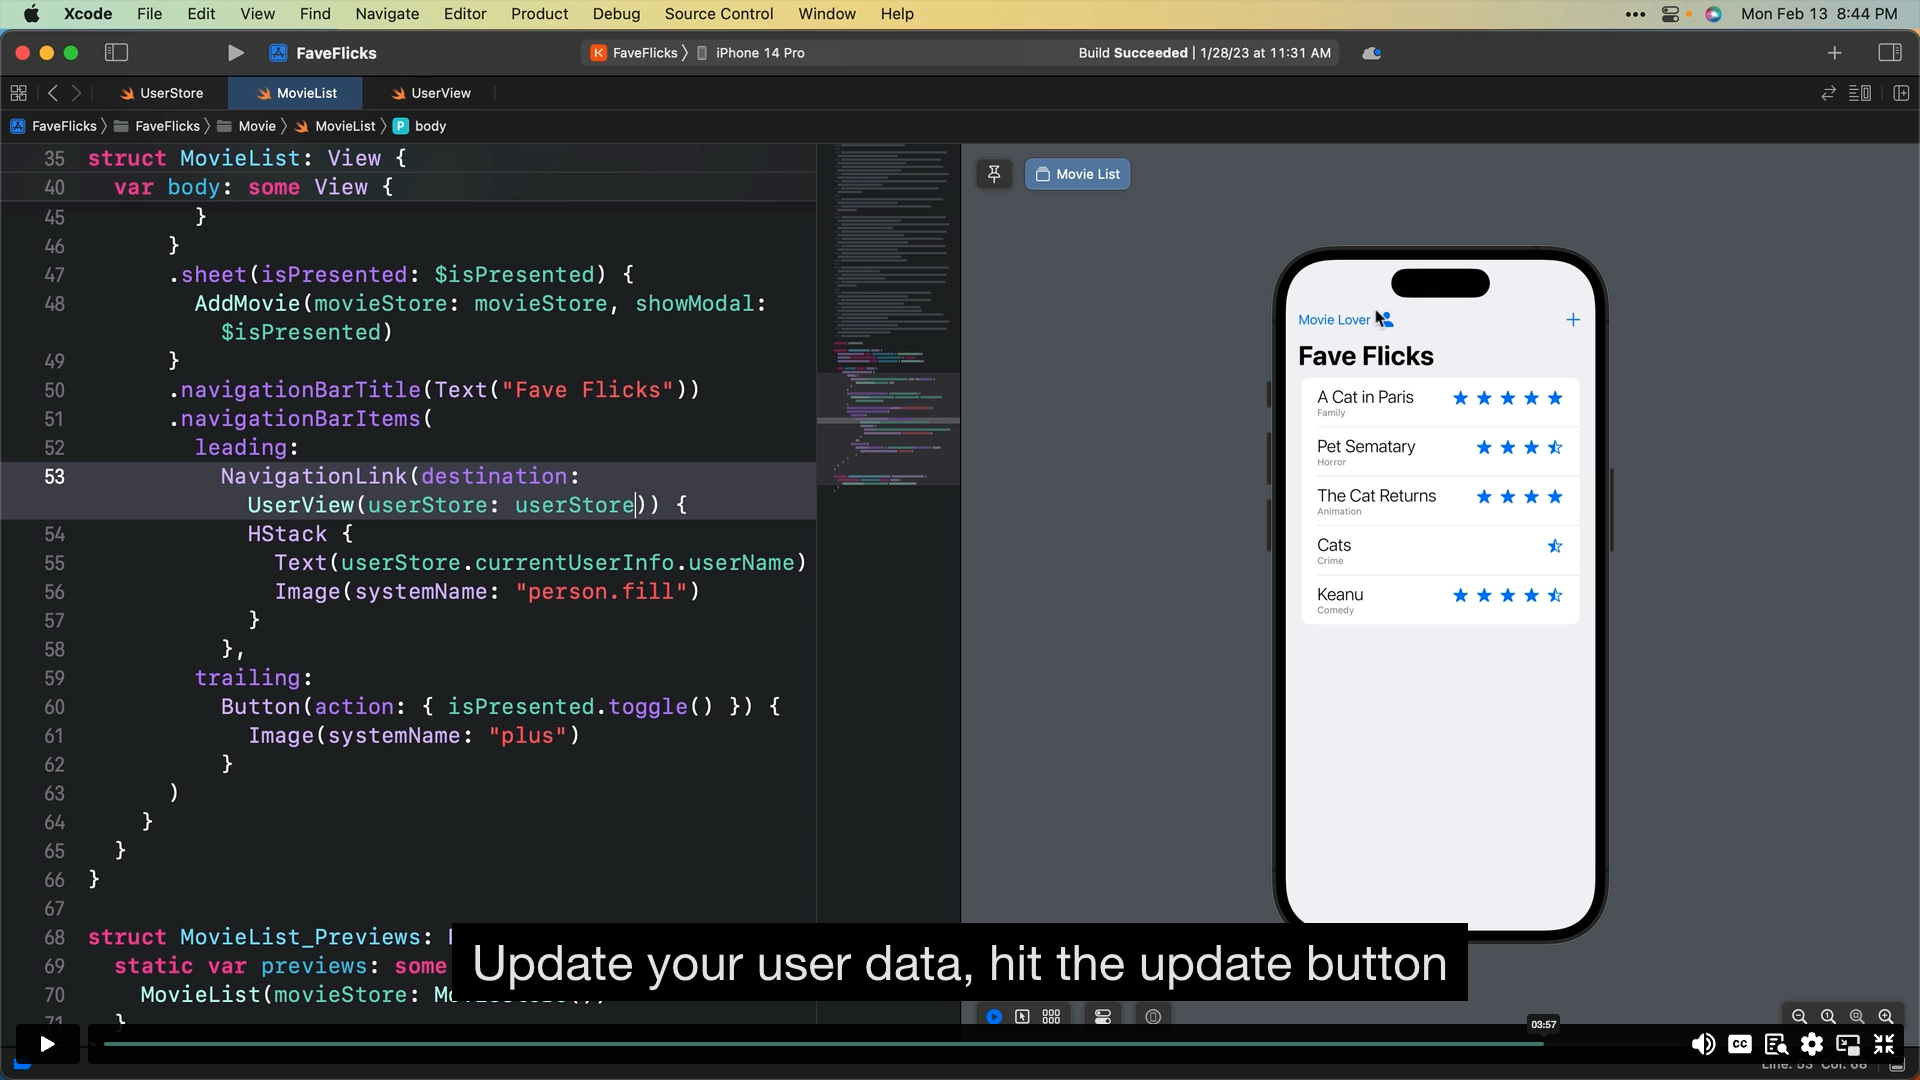 Xcode File Edit View Find Navigate Editor Product Debug Source Control Window Help Mon Feb 13 8:44 PM
FaveFlicks FaveFlicks iPhone 14 Pro Build Succeeded | 1/28/23 at 11:31 AM
UserStore MovieList UserView
FaveFlicks FaveFlicks Movie MovieList P body
35 struct MovieList: View {
40 var body: some View {
45 }
46 }
47 .sheet(isPresented: $isPresented) {
48 AddMovie(movieStore: movieStore, showModal:
$isPresented)
49 }
50 .navigationBarTitle(Text("Fave Flicks"))
51 .navigationBarItems(
52 leading:
53 NavigationLink(destination:
UserView(userStore: userStore)) {
54 HStack {
55 Text(userStore.currentUserInfo.userName)
56 Image(systemName: "person.fill")
57 }
58 },
59 trailing:
60 Button(action: { isPresented.toggle() }) {
61 Image(systemName: "plus")
62 }
63 )
64 }
65 }
66 }
67
68 struct MovieList_Previews:
69 static var previews: some
70 MovieList(movieStore:
71 }
Movie List
Movie Lover
Fave Flicks
A Cat in Paris
Family
Pet Sematary
Horror
The Cat Returns
Animation
Cats
Crime
Keanu
Comedy
Update your user data, hit the update button
03:57
CC
Line: 53 Col: 68